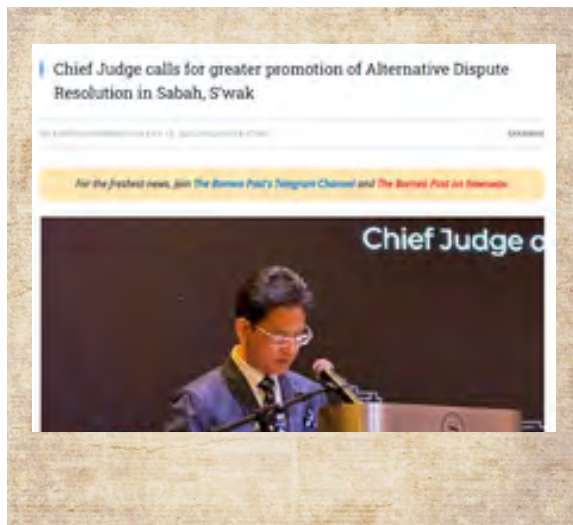 Chief Judge calls for greater promotion of Alternative Dispute
Resolution in Sabah, S'wak
For the freshest news, join The Borneo Post's Telegram Channel and The Borneo Post on Newswav.
Chief Judge o